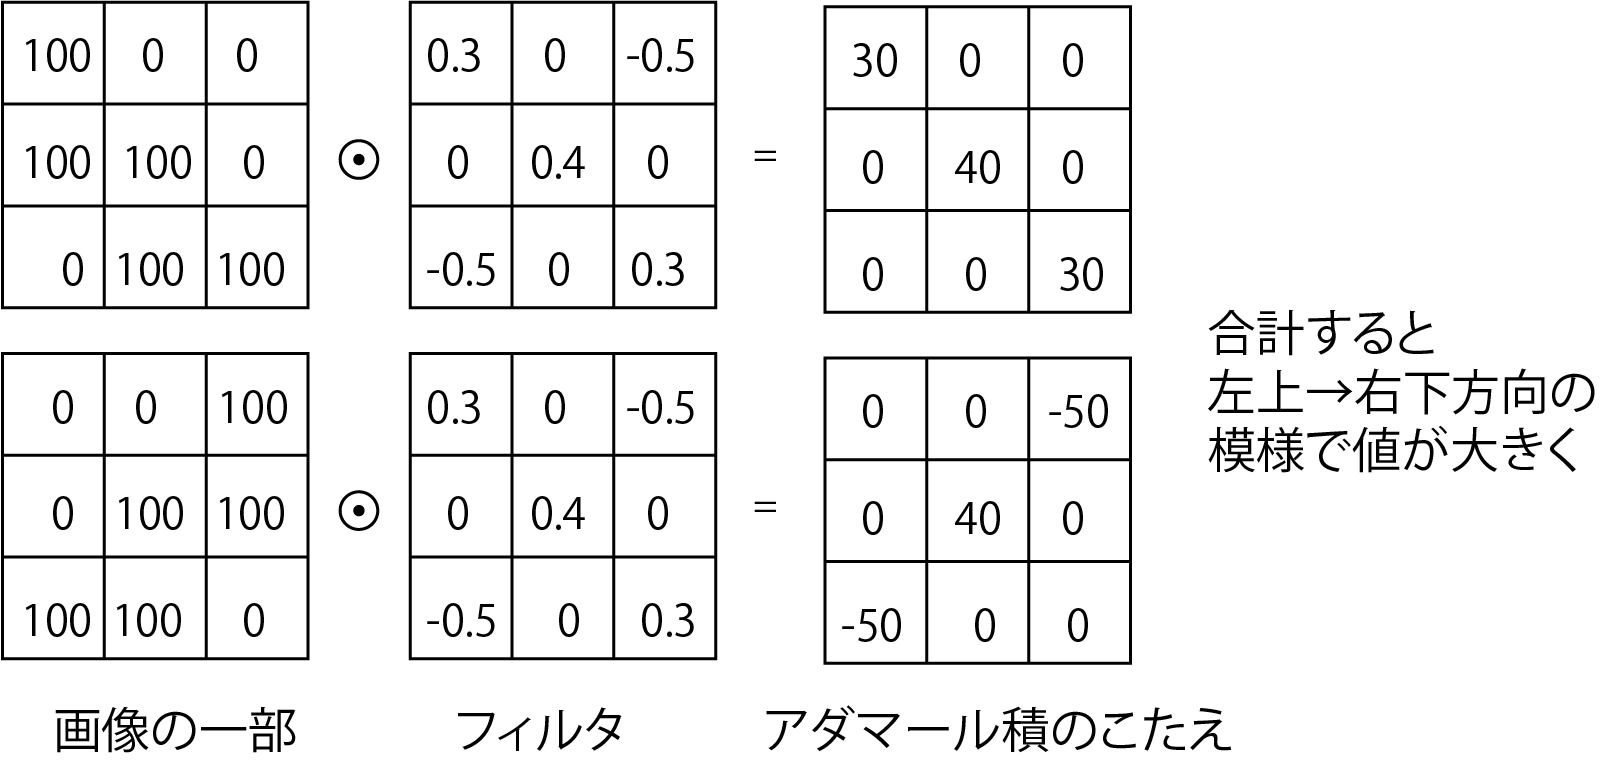 100 0 0 0.3 0 -0.5 30 0 0
100 100 0 ⊙ 0 0.4 0 = 0 40 0
0 100 100 -0.5 0 0.3 0 0 30
合計すると
左上→右下方向の
模様で値が大きく
0 0 100 0.3 0 -0.5 0 0 -50
0 100 100 ⊙ 0 0.4 0 = 0 40 0
100 100 0 -0.5 0 0.3 -50 0 0
画像の一部 フィルタ アダマール積のこたえ